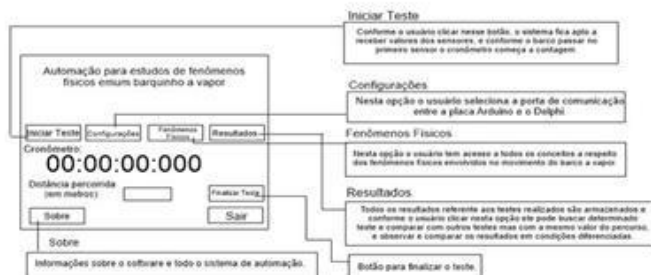 Iniciar Teste
Conforme o usuário clicar nesse botão, o sistema fica apto a
receber valores dos sensores, e conforme o barco passar no
primeiro sensor o cronômetro começa a contagem.
Automação para estudos de fenômenos
físicos emium barquinho a vapor
Configurações
Nesta opção o usuário seleciona a porta de comunicação
entre a placa Arduino e o Delphi.
Iniciar Teste
Configurações
Fenômenos
Físicos
Resultados
Fenômenos Físicos
Nesta opção o usuário tem acesso a todos os conceitos a respeito
dos fenômenos físicos envolvidos no movimento do barco a vapor
Cronômetro:
00:00:00:000
Distância percorrida
(em metros)
Finalizar Teste
Resultados
Todos os resultados referente aos testes realizados são armazenados e
conforme o usuário clicar nesta opção ele pode buscar determinado
teste e comparar com outros testes mas com a mesmo valor do percurso,
e observar e comparar os resultados em condições diferenciadas.
Sobre
Sair
Sobre
Informações sobre o software e todo o sistema de automação.
Botão para finalizar o teste.